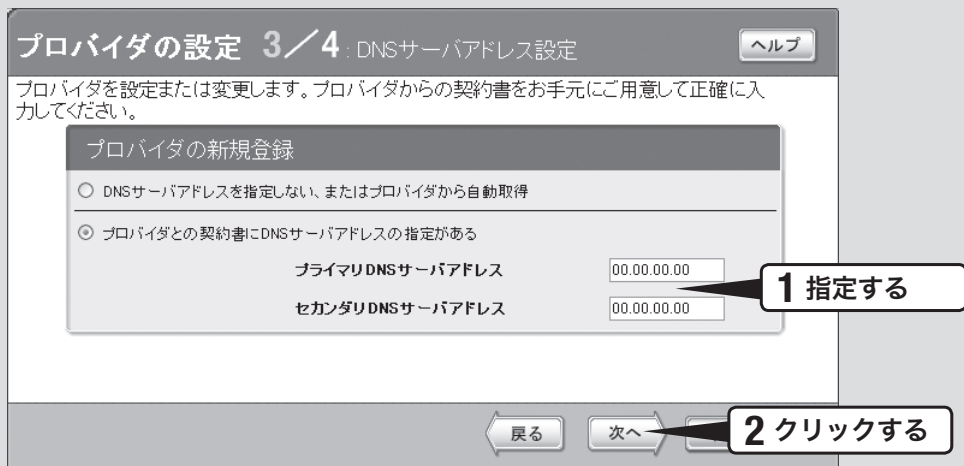 プロバイダの設定 3/4:DNSサーバアドレス設定
ヘルプ
プロバイダを設定または変更します。プロバイダからの契約書をお手元にご用意して正確に入
力してください。
プロバイダの新規登録
DNSサーバアドレスを指定しない、またはプロバイダから自動取得
プロバイダとの契約書にDNSサーバアドレスの指定がある
プライマリDNSサーバアドレス 00.00.00.00
1 指定する
セカンダリDNSサーバアドレス 00.00.00.00
戻る
次へ
2 クリックする